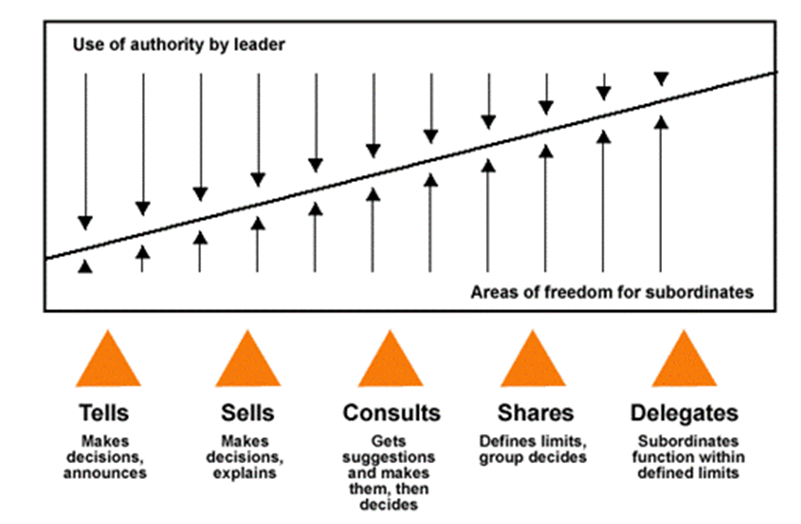 Use of authority by leader
Areas of freedom for subordinates
Tells
Makes
decisions,
announces
Sells
Makes
decisions,
explains
Consults
Gets
suggestions
and makes
them, then
decides
Shares
Defines limits,
group decides
Delegates
Subordinates
function within
defined limits